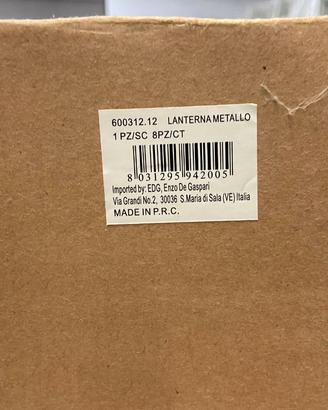 600312.12 LANTERNA METALLO
1 PZ/SC 8PZ/CT
8 031295 942005
Imported by: EDG, Enzo De Gaspari
Via Grandi No.2, 30036 S.Maria di Sala (VE) Italia
MADE IN P.R.C.